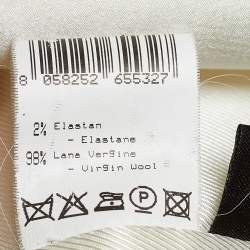 8 058252 655327
2% Elastan
- Elastane
98% Lana Vergine
- Virgin Wool